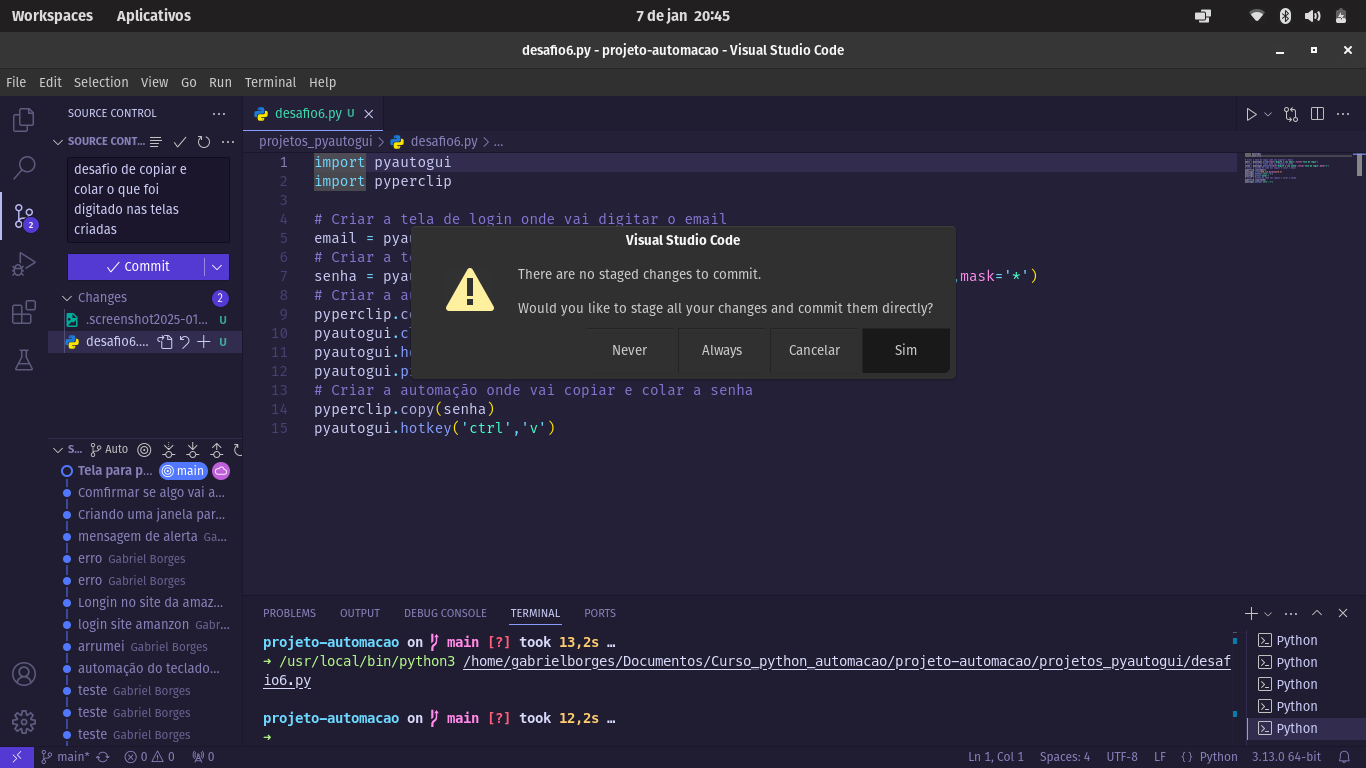 Workspaces Aplicativos 7 de jan 20:45
desafio6.py - projeto-automacao - Visual Studio Code
File Edit Selection View Go Run Terminal Help
SOURCE CONTROL
SOURCE CONT...
desafio de copiar e
colar o que foi
digitado nas telas
criadas
Commit
Changes 2
.screenshot2025-01... U
desafio6.... U
2
S... Auto
Tela para p... main
Comfirmar se algo vai a...
Criando uma janela par...
mensagem de alerta Ga...
erro Gabriel Borges
erro Gabriel Borges
Longin no site da amaz...
login site amanzon Gabr...
arrumei Gabriel Borges
automação do teclado...
teste Gabriel Borges
teste Gabriel Borges
teste Gabriel Borges
desafio6.py U
projetos_pyautogui > desafio6.py > ...
1 import pyautogui
2 import pyperclip
3
4 # Criar a tela de login onde vai digitar o email
5 email = pyau
6 # Criar a te
7 senha = pyau ,mask='*')
8 # Criar a au
9 pyperclip.co
10 pyautogui.cl
11 pyautogui.ho
12 pyautogui.pr
13 # Criar a automação onde vai copiar e colar a senha
14 pyperclip.copy(senha)
15 pyautogui.hotkey('ctrl','v')
Visual Studio Code
There are no staged changes to commit.
Would you like to stage all your changes and commit them directly?
Never Always Cancelar Sim
PROBLEMS OUTPUT DEBUG CONSOLE TERMINAL PORTS
projeto-automacao on main [?] took 13,2s …
➜ /usr/local/bin/python3 /home/gabrielborges/Documentos/Curso_python_automacao/projeto-automacao/projetos_pyautogui/desaf
io6.py
projeto-automacao on main [?] took 12,2s …
➜
Python
Python
Python
Python
Python
main* 0 0 0 Ln 1, Col 1 Spaces: 4 UTF-8 LF { } Python 3.13.0 64-bit